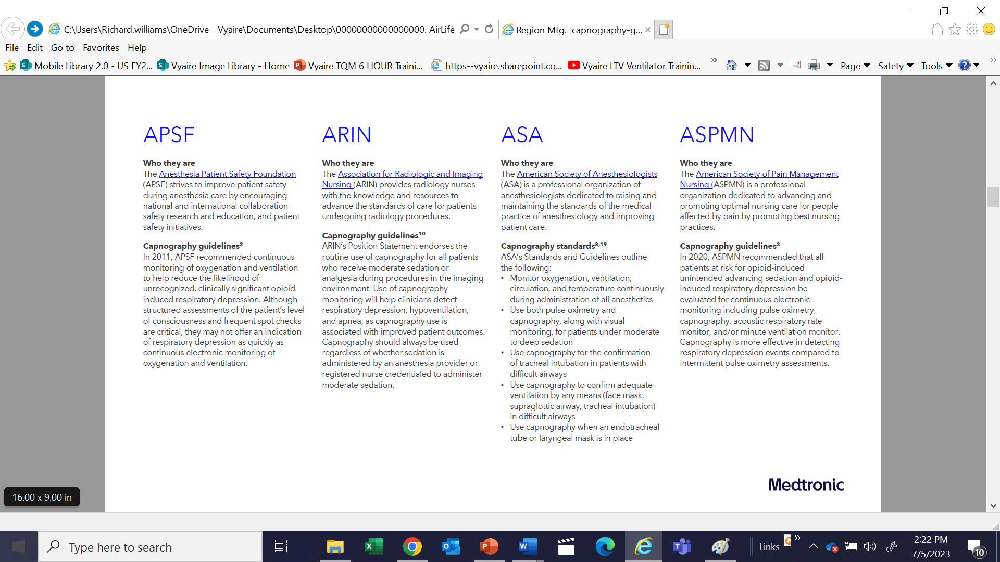 C:\Users\Richard.williams\OneDrive - Vyaire\Documents\Desktop\00000000000000000. AirLife
Region Mtg.  capnography-g...
File Edit Go to Favorites Help
Mobile Library 2.0 - US FY2... Vyaire Image Library - Home Vyaire TQM 6 HOUR Traini... https--vyaire.sharepoint.co... Vyaire LTV Ventilator Trainin... Page Safety Tools
APSF
Who they are
The Anesthesia Patient Safety Foundation
(APSF) strives to improve patient safety
during anesthesia care by encouraging
national and international collaboration
safety research and education, and patient
safety initiatives.
Capnography guidelines²
In 2011, APSF recommended continuous
monitoring of oxygenation and ventilation
to help reduce the likelihood of
unrecognized, clinically significant opioid-
induced respiratory depression. Although
structured assessments of the patient's level
of consciousness and frequent spot checks
are critical, they may not offer an indication
of respiratory depression as quickly as
continuous electronic monitoring of
oxygenation and ventilation.
ARIN
Who they are
The Association for Radiologic and Imaging
Nursing (ARIN) provides radiology nurses
with the knowledge and resources to
advance the standards of care for patients
undergoing radiology procedures.
Capnography guidelines¹⁰
ARIN's Position Statement endorses the
routine use of capnography for all patients
who receive moderate sedation or
analgesia during procedures in the imaging
environment. Use of capnography
monitoring will help clinicians detect
respiratory depression, hypoventilation,
and apnea, as capnography use is
associated with improved patient outcomes.
Capnography should always be used
regardless of whether sedation is
administered by an anesthesia provider or
registered nurse credentialed to administer
moderate sedation.
ASA
Who they are
The American Society of Anesthesiologists
(ASA) is a professional organization of
anesthesiologists dedicated to raising and
maintaining the standards of the medical
practice of anesthesiology and improving
patient care.
Capnography standards⁸,¹⁹
ASA's Standards and Guidelines outline
the following:
• Monitor oxygenation, ventilation,
circulation, and temperature continuously
during administration of all anesthetics
• Use both pulse oximetry and
capnography, along with visual
monitoring, for patients under moderate
to deep sedation
• Use capnography for the confirmation
of tracheal intubation in patients with
difficult airways
• Use capnography to confirm adequate
ventilation by any means (face mask,
supraglottic airway, tracheal intubation)
in difficult airways
• Use capnography when an endotracheal
tube or laryngeal mask is in place
ASPMN
Who they are
The American Society of Pain Management
Nursing (ASPMN) is a professional
organization dedicated to advancing and
promoting optimal nursing care for people
affected by pain by promoting best nursing
practices.
Capnography guidelines³
In 2020, ASPMN recommended that all
patients at risk for opioid-induced
unintended advancing sedation and opioid-
induced respiratory depression be
evaluated for continuous electronic
monitoring including pulse oximetry,
capnography, acoustic respiratory rate
monitor, and/or minute ventilation monitor.
Capnography is more effective in detecting
respiratory depression events compared to
intermittent pulse oximetry assessments.
Medtronic
16.00 x 9.00 in
Type here to search
Links
2:22 PM
7/5/2023
10